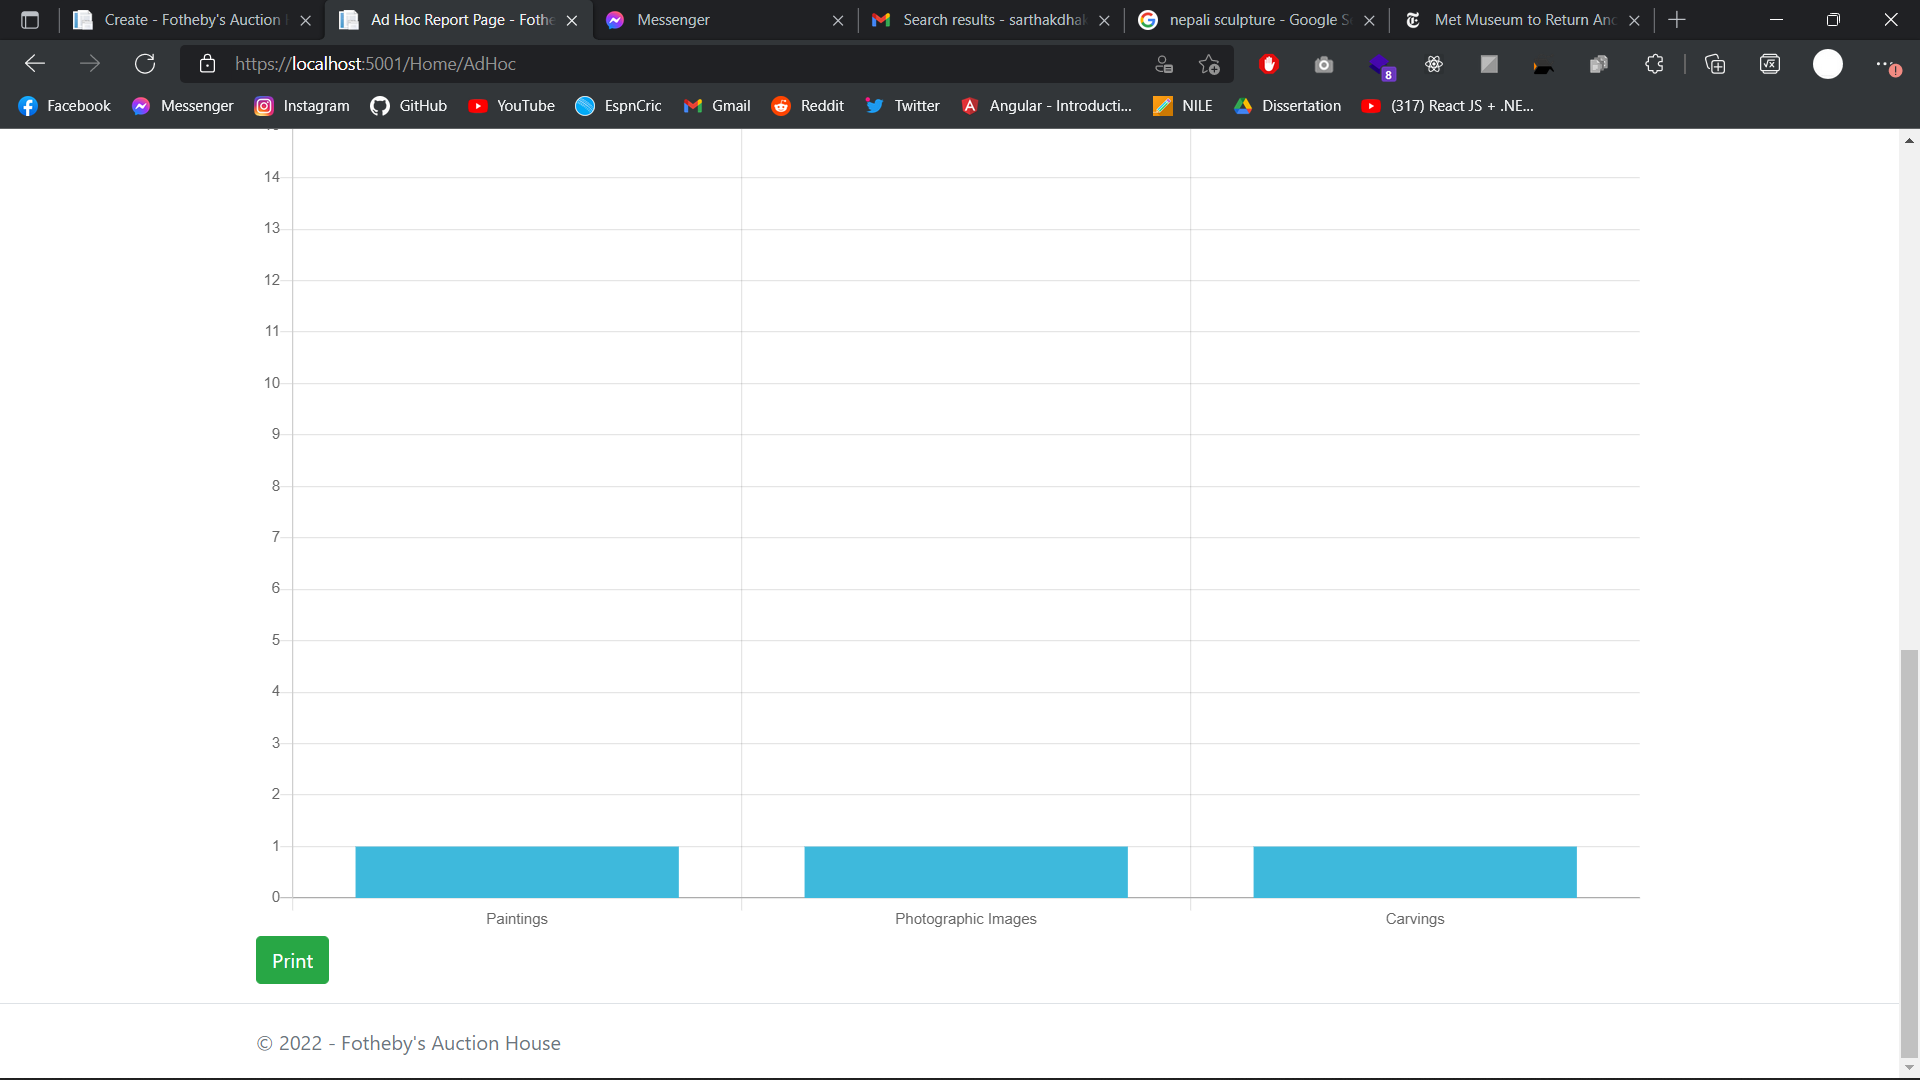 Create - Fotheby's Auction
Ad Hoc Report Page - Fothe
Messenger
Search results - sarthakdhak
nepali sculpture - Google S
Met Museum to Return Anc
https://localhost:5001/Home/AdHoc
8
Facebook
Messenger
Instagram
GitHub
YouTube
EspnCric
Gmail
Reddit
Twitter
Angular - Introducti...
NILE
Dissertation
(317) React JS + .NE...
14
13
12
11
10
9
8
7
6
5
4
3
2
1
0
Paintings
Photographic Images
Carvings
Print
© 2022 - Fotheby's Auction House